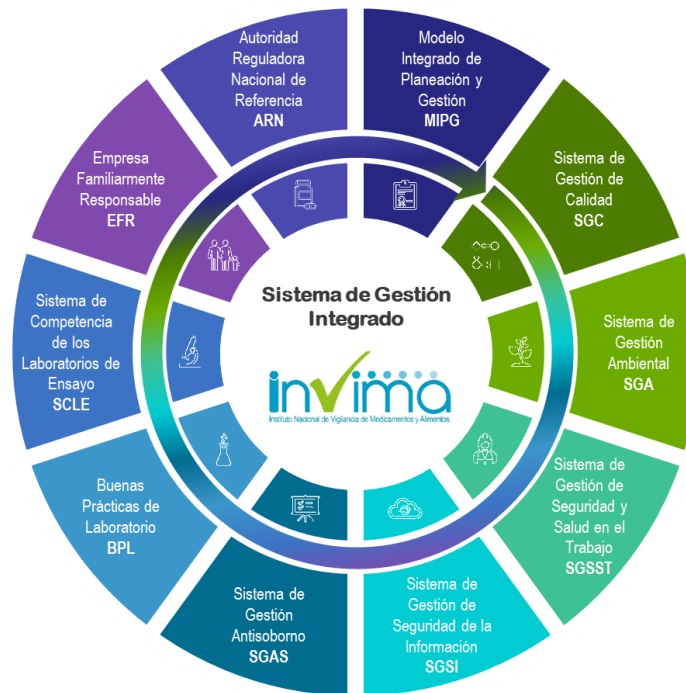 Autoridad
Reguladora
Nacional de
Referencia
ARN
Modelo
Integrado de
Planeación y
Gestión
MIPG
Sistema de
Gestión de
Calidad
SGC
Sistema de
Gestión
Ambiental
SGA
Sistema de
Gestión de
Seguridad y
Salud en el
Trabajo
SGSST
Sistema de
Gestión de
Seguridad de la
Información
SGSI
Sistema de
Gestión
Antisoborno
SGAS
Buenas
Prácticas de
Laboratorio
BPL
Sistema de
Competencia
de los
Laboratorios de
Ensayo
SCLE
Empresa
Familiarmente
Responsable
EFR
Sistema de Gestión
Integrado
invima
Instituto Nacional de Vigilancia de Medicamentos y Alimentos.